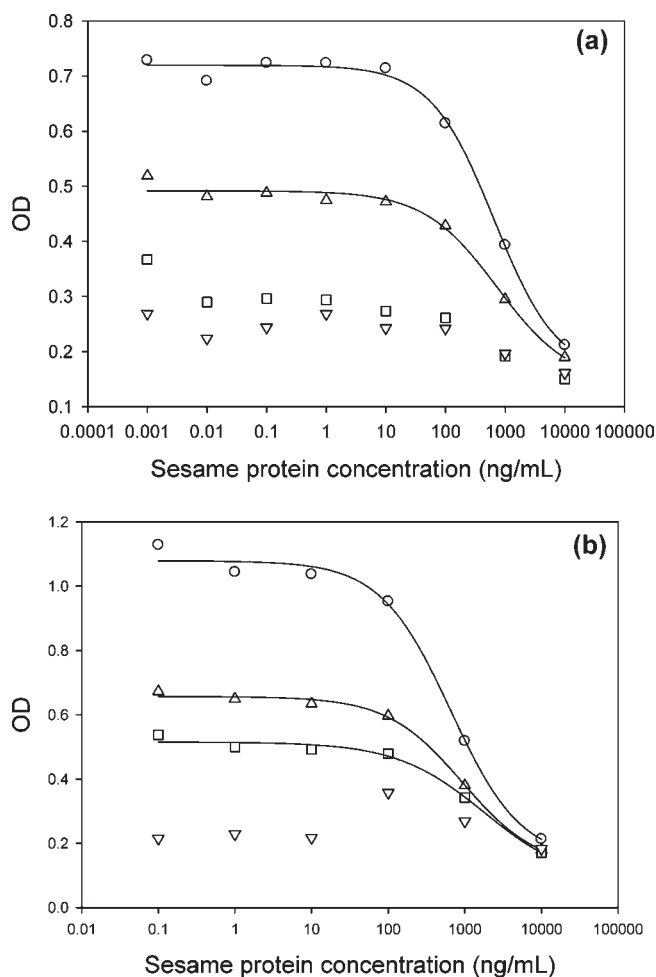 (a)
0.8
0.7
0.6
0.5
0.4
0.3
0.2
0.1
OD
0.0001 0.001 0.01 0.1 1 10 100 1000 10000 100000
Sesame protein concentration (ng/mL)
(b)
1.2
1.0
0.8
0.6
0.4
0.2
0.0
OD
0.01 0.1 1 10 100 1000 10000 100000
Sesame protein concentration (ng/mL)